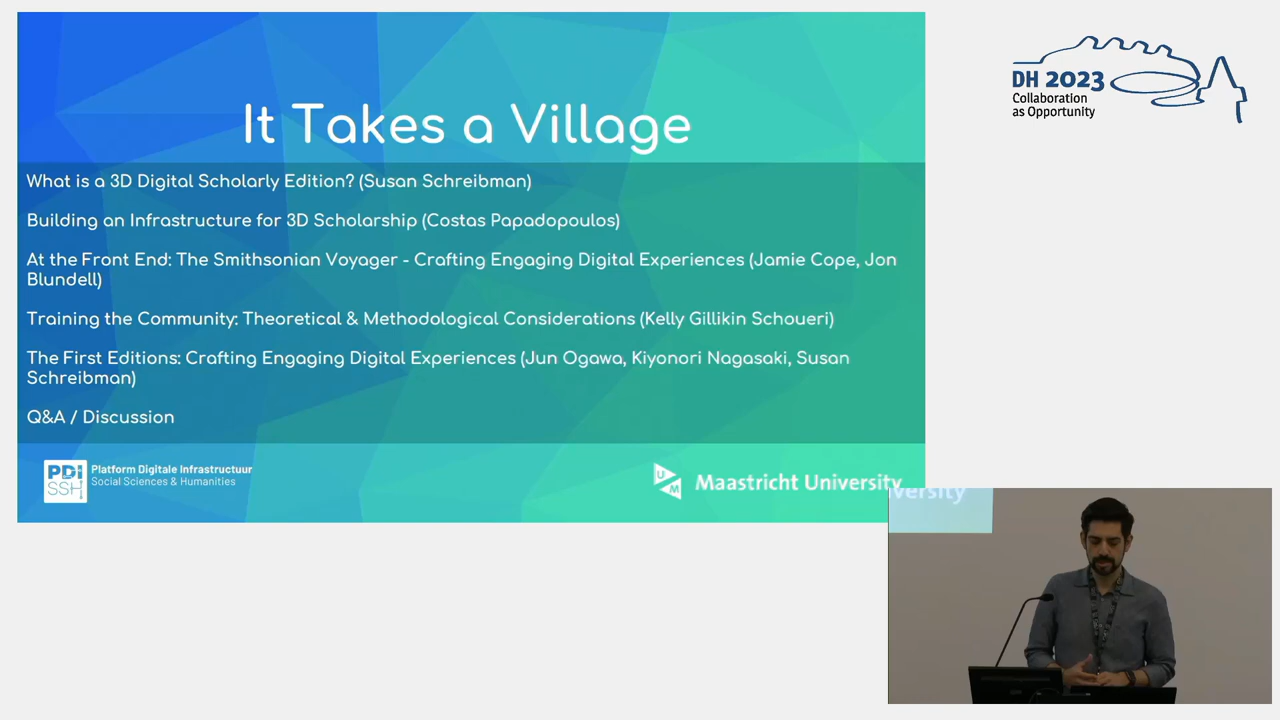 It Takes a Village
What is a 3D Digital Scholarly Edition? (Susan Schreibman)
Building an Infrastructure for 3D Scholarship (Costas Papadopoulos)
At the Front End: The Smithsonian Voyager - Crafting Engaging Digital Experiences (Jamie Cope, Jon
Blundell)
Training the Community: Theoretical & Methodological Considerations (Kelly Gillikin Schoueri)
The First Editions: Crafting Engaging Digital Experiences (Jun Ogawa, Kiyonori Nagasaki, Susan
Schreibman)
Q&A / Discussion
PDi
SSH
Platform Digitale Infrastructuur
Social Sciences & Humanities
U
M
Maastricht University
DH 2023
Collaboration
as Opportunity
versity